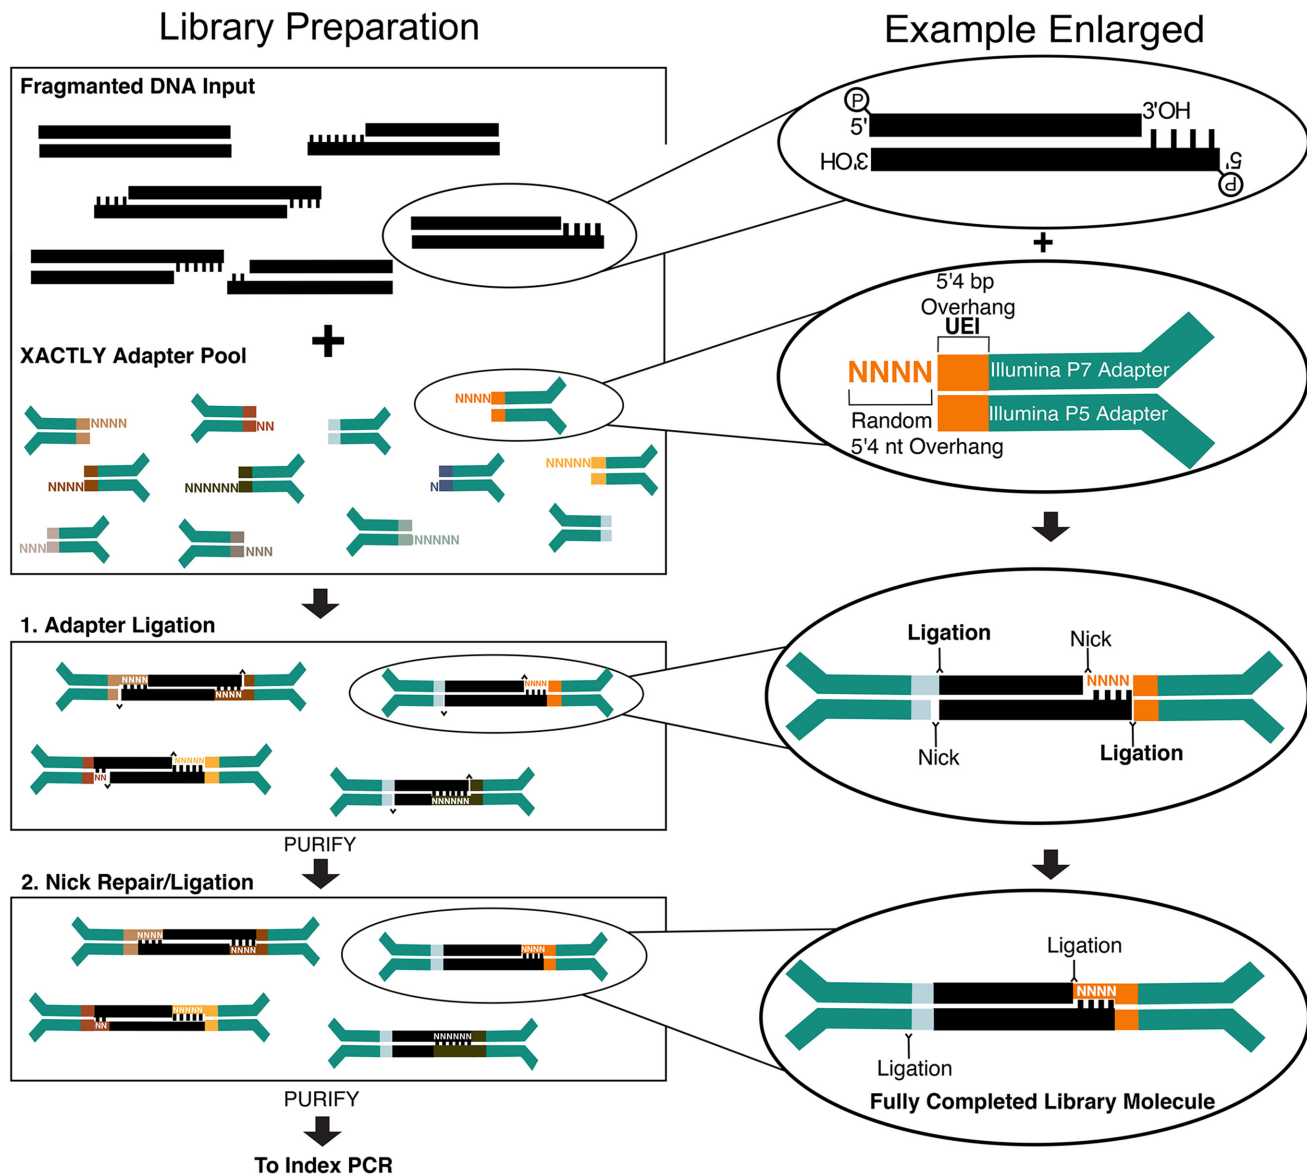 Library Preparation
Example Enlarged
Fragmanted DNA Input
P
5'
3'OH
3'OH
5'
P
+
+
XACTLY Adapter Pool
NNNN
NN
NNNN
NNNN
NNNNNN
N
NNNNN
NNN
NNN
NNNNN
5'4 bp
Overhang
UEI
NNNN
Illumina P7 Adapter
Illumina P5 Adapter
Random
5'4 nt Overhang
1. Adapter Ligation
NNNN
NNNN
NNNN
NNNNN
NN
NNNNNN
Ligation
Nick
NNNN
Nick
Ligation
PURIFY
2. Nick Repair/Ligation
NNNN
NNNN
NNNN
NNNNN
NN
NNNNNN
Ligation
NNNN
Ligation
Fully Completed Library Molecule
PURIFY
To Index PCR